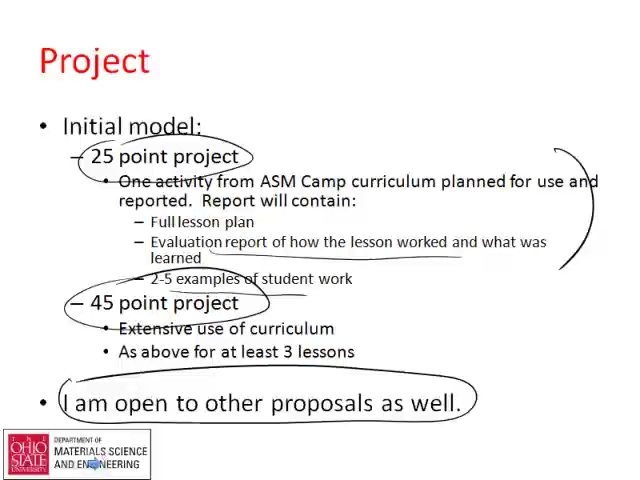 Project
• Initial model:
– 25 point project
• One activity from ASM Camp curriculum planned for use and
reported. Report will contain:
– Full lesson plan
– Evaluation report of how the lesson worked and what was
learned
– 2-5 examples of student work
– 45 point project
• Extensive use of curriculum
• As above for at least 3 lessons
• I am open to other proposals as well.
THE
OHIO
STATE
UNIVERSITY
DEPARTMENT OF
MATERIALS SCIENCE
AND ENGINEERING